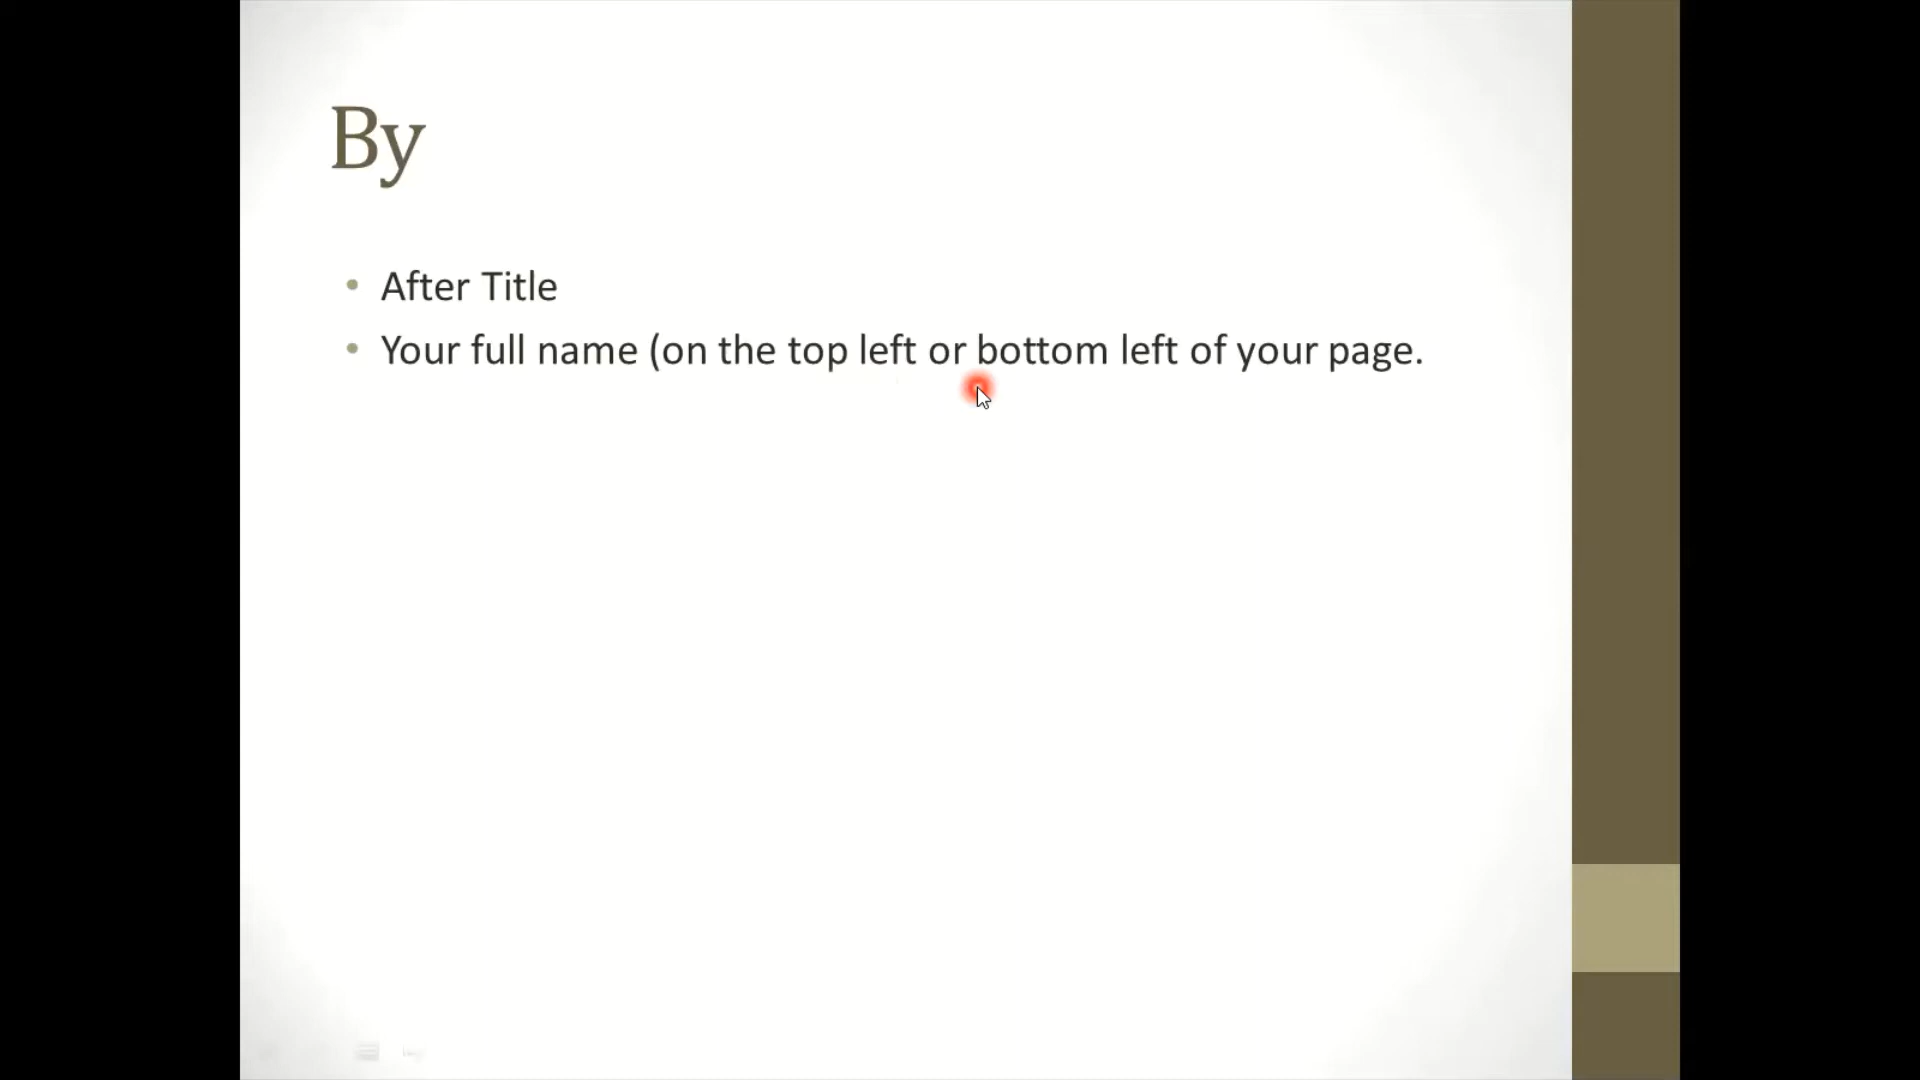 By
• After Title
• Your full name (on the top left or bottom left of your page.